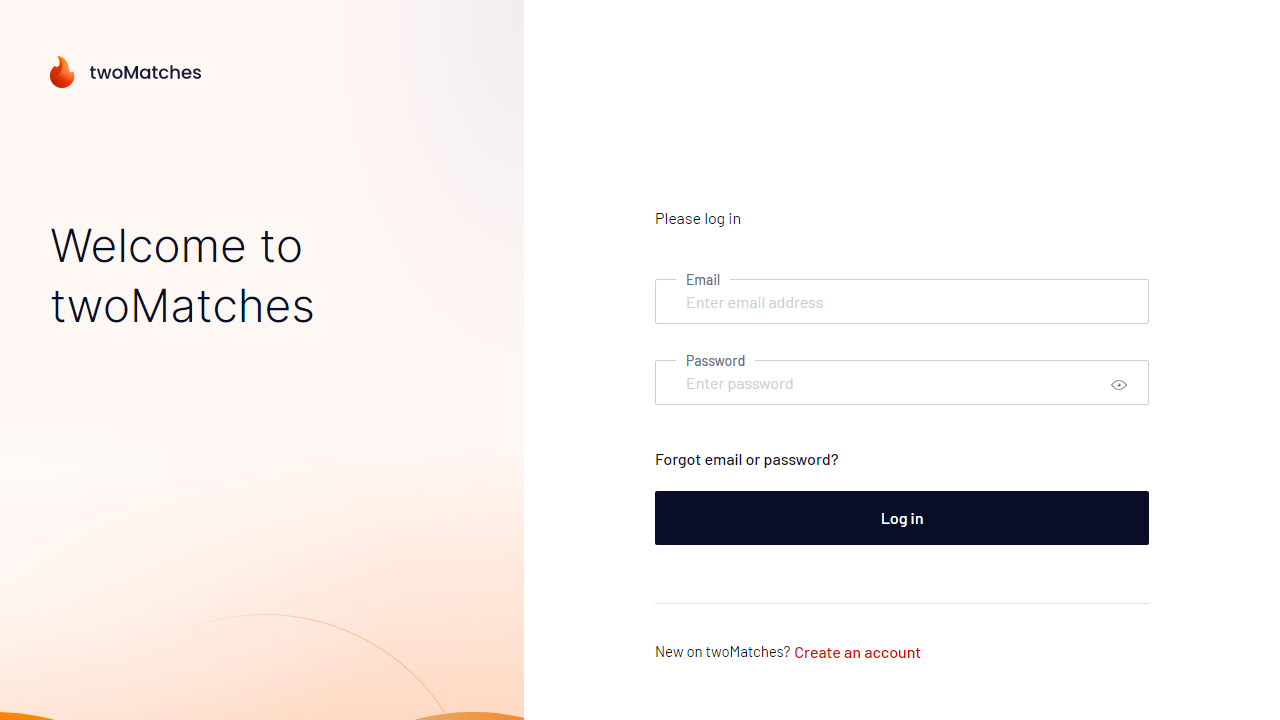 twoMatches
Welcome to
twoMatches
Please log in
Email
Enter email address
Password
Enter password
Forgot email or password?
Log in
New on twoMatches? Create an account